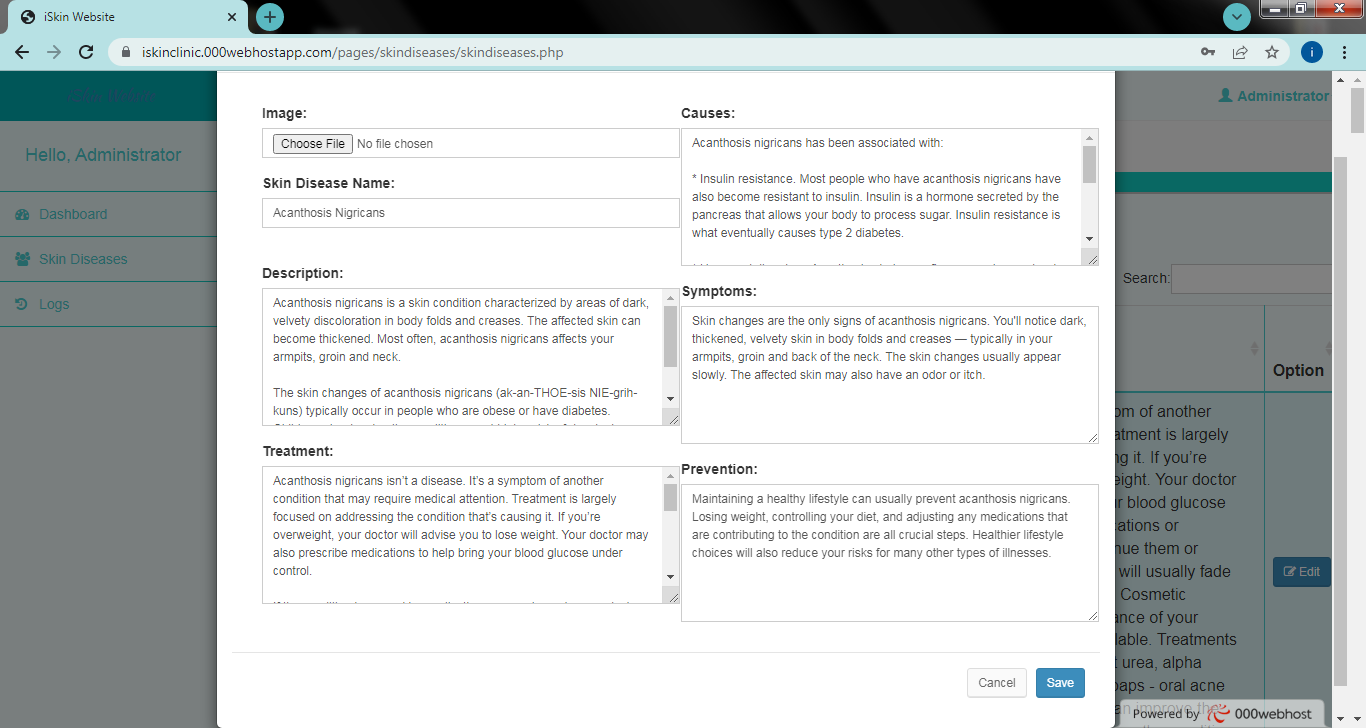 iSkin Website
iskinclinic.000webhostapp.com/pages/skindiseases/skindiseases.php
i
Administrator
Hello, Administrator
Dashboard
Skin Diseases
Logs
Image:
Choose File No file chosen
Skin Disease Name:
Acanthosis Nigricans
Description:
Acanthosis nigricans is a skin condition characterized by areas of dark,
velvety discoloration in body folds and creases. The affected skin can
become thickened. Most often, acanthosis nigricans affects your
armpits, groin and neck.
The skin changes of acanthosis nigricans (ak-an-THOE-sis NIE-grih-
kuns) typically occur in people who are obese or have diabetes.
Treatment:
Acanthosis nigricans isn’t a disease. It’s a symptom of another
condition that may require medical attention. Treatment is largely
focused on addressing the condition that’s causing it. If you’re
overweight, your doctor will advise you to lose weight. Your doctor may
also prescribe medications to help bring your blood glucose under
control.
Causes:
Acanthosis nigricans has been associated with:
* Insulin resistance. Most people who have acanthosis nigricans have
also become resistant to insulin. Insulin is a hormone secreted by the
pancreas that allows your body to process sugar. Insulin resistance is
what eventually causes type 2 diabetes.
Symptoms:
Skin changes are the only signs of acanthosis nigricans. You'll notice dark,
thickened, velvety skin in body folds and creases — typically in your
armpits, groin and back of the neck. The skin changes usually appear
slowly. The affected skin may also have an odor or itch.
Prevention:
Maintaining a healthy lifestyle can usually prevent acanthosis nigricans.
Losing weight, controlling your diet, and adjusting any medications that
are contributing to the condition are all crucial steps. Healthier lifestyle
choices will also reduce your risks for many other types of illnesses.
Cancel Save
Search:
Option
of another
is largely
it. If you’re
Your doctor
blood glucose
or
them or
will usually fade
Cosmetic
of your
Treatments
urea, alpha
- oral acne
improve the
Edit
Powered by 000webhost